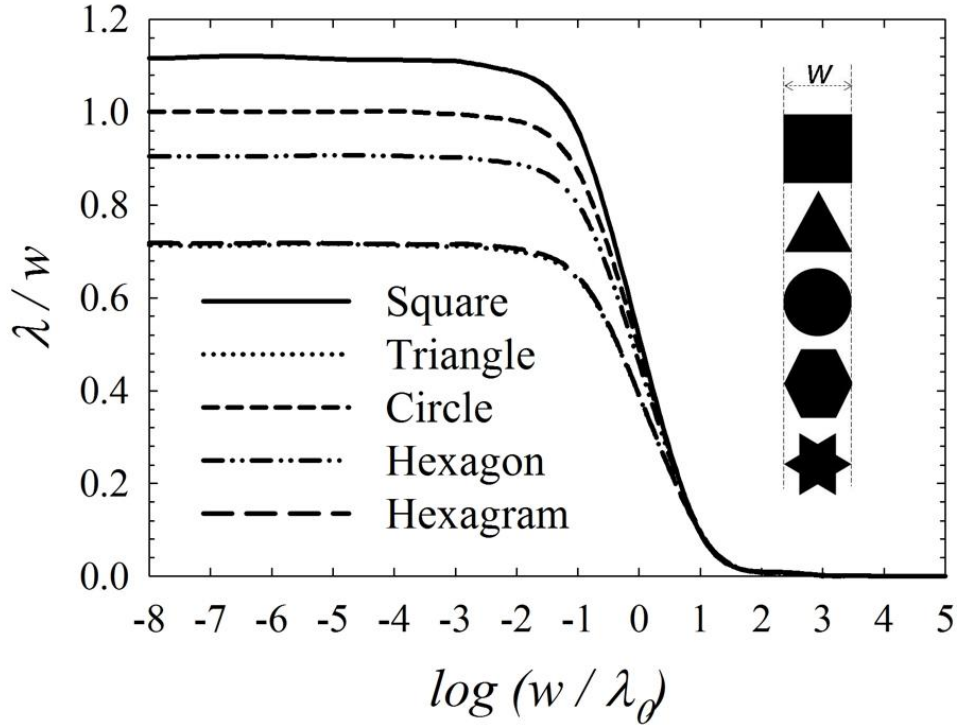 1.2
1.0
0.8
0.6
0.4
0.2
0.0
λ / w
w
Square
Triangle
Circle
Hexagon
Hexagram
-8 -7 -6 -5 -4 -3 -2 -1 0 1 2 3 4 5
log (w / λ₀)